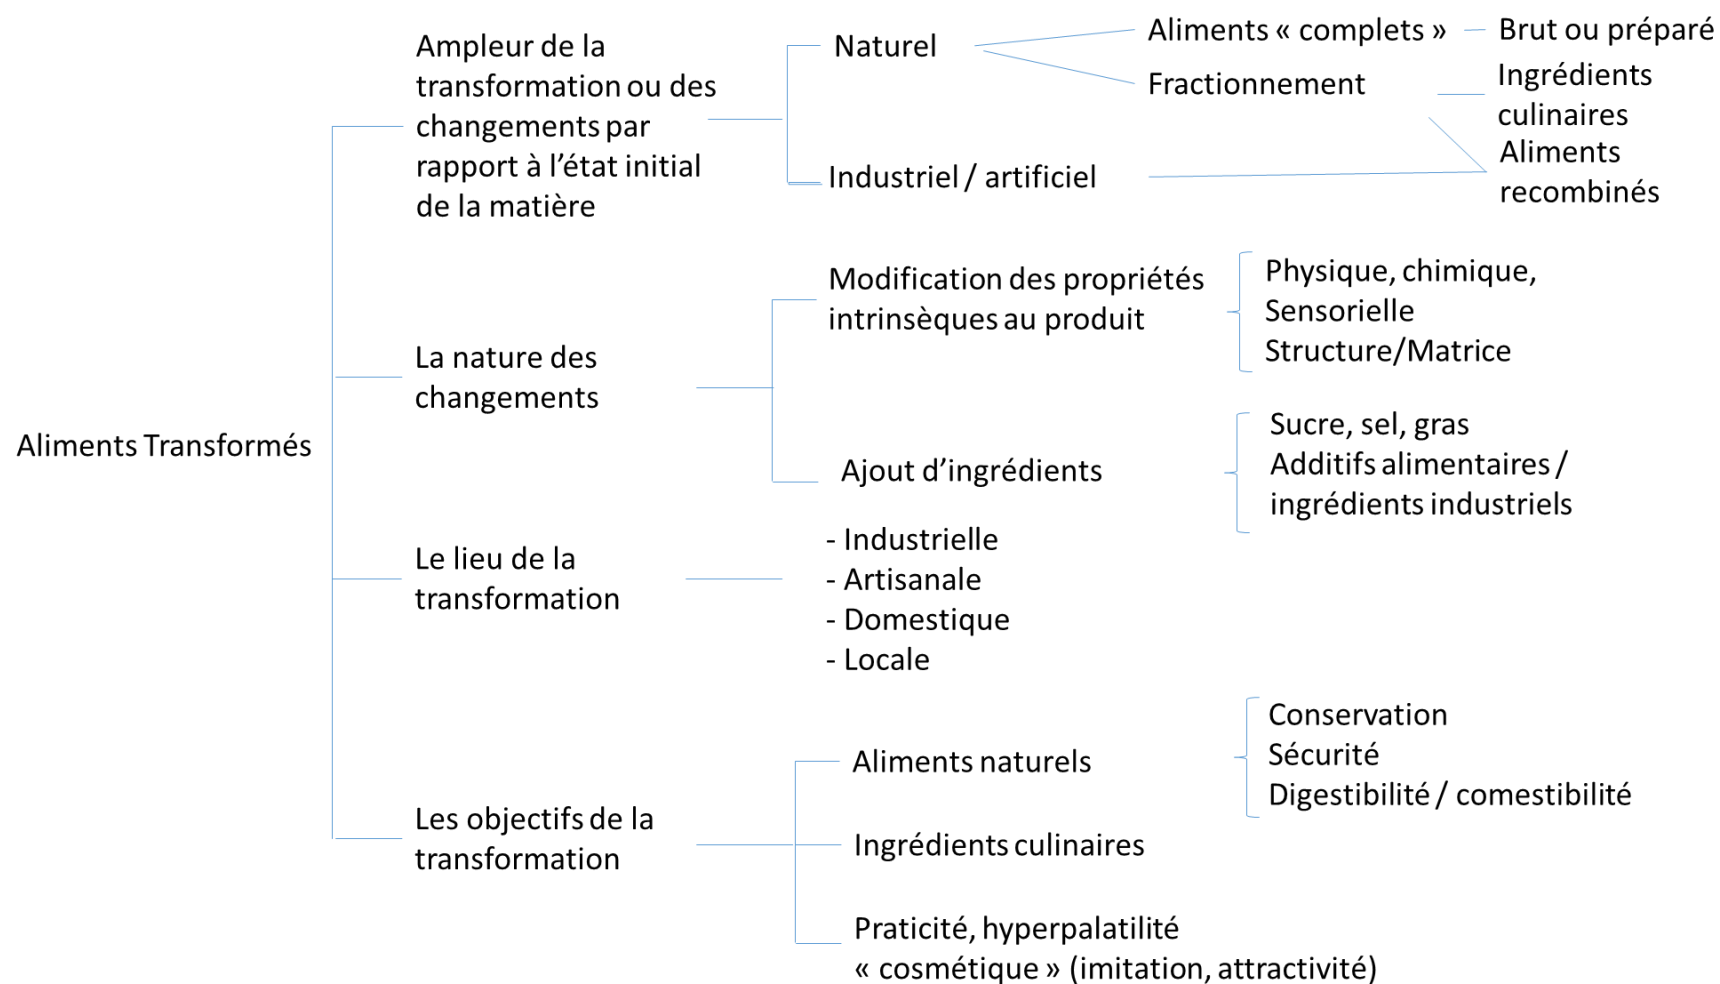 Aliments Transformés
Ampleur de la
transformation ou des
changements par
rapport à l’état initial
de la matière
Naturel
Aliments « complets »
Brut ou préparé
Fractionnement
Ingrédients
culinaires
Industriel / artificiel
Aliments
recombinés
La nature des
changements
Modification des propriétés
intrinsèques au produit
Physique, chimique,
Sensorielle
Structure/Matrice
Ajout d’ingrédients
Sucre, sel, gras
Additifs alimentaires /
ingrédients industriels
Le lieu de la
transformation
- Industrielle
- Artisanale
- Domestique
- Locale
Les objectifs de la
transformation
Aliments naturels
Conservation
Sécurité
Digestibilité / comestibilité
Ingrédients culinaires
Praticité, hyperpalatilité
« cosmétique » (imitation, attractivité)